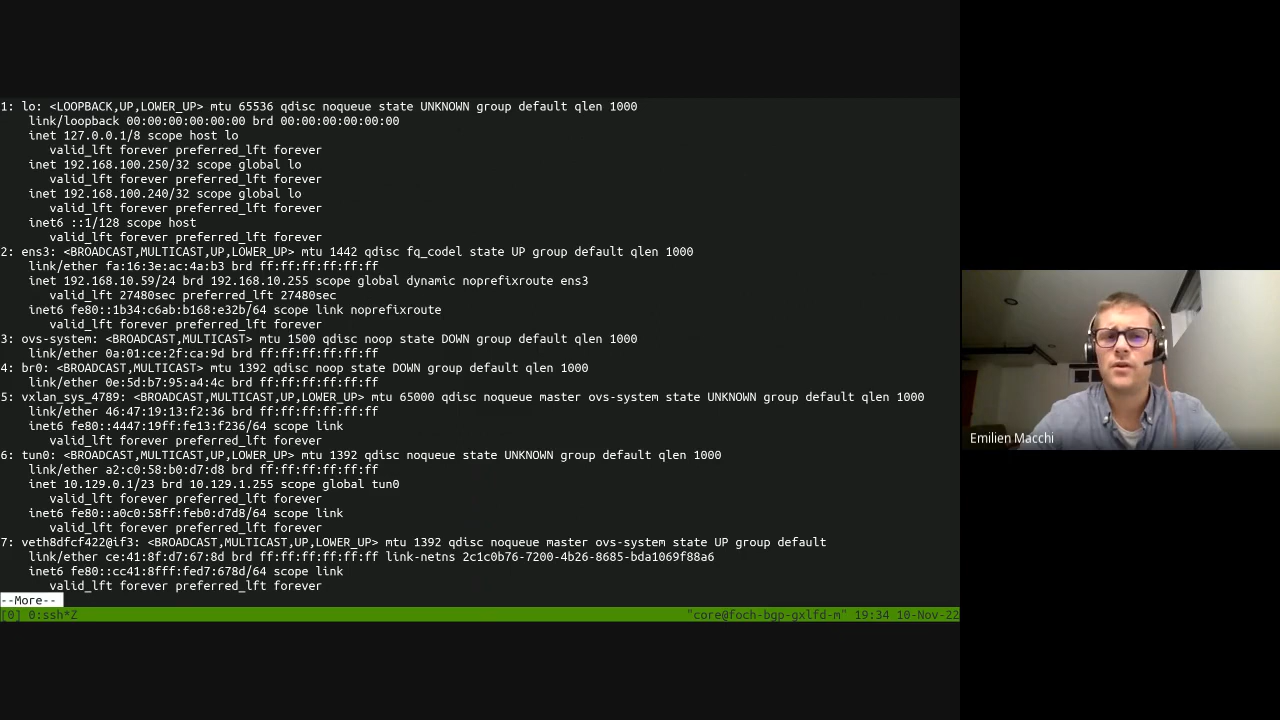 1: lo: <LOOPBACK,UP,LOWER_UP> mtu 65536 qdisc noqueue state UNKNOWN group default qlen 1000
    link/loopback 00:00:00:00:00:00 brd 00:00:00:00:00:00
    inet 127.0.0.1/8 scope host lo
       valid_lft forever preferred_lft forever
    inet 192.168.100.250/32 scope global lo
       valid_lft forever preferred_lft forever
    inet 192.168.100.240/32 scope global lo
       valid_lft forever preferred_lft forever
    inet6 ::1/128 scope host
       valid_lft forever preferred_lft forever
2: ens3: <BROADCAST,MULTICAST,UP,LOWER_UP> mtu 1442 qdisc fq_codel state UP group default qlen 1000
    link/ether fa:16:3e:ac:4a:b3 brd ff:ff:ff:ff:ff:ff
    inet 192.168.10.59/24 brd 192.168.10.255 scope global dynamic noprefixroute ens3
       valid_lft 27480sec preferred_lft 27480sec
    inet6 fe80::1b34:c6ab:b168:e32b/64 scope link noprefixroute
       valid_lft forever preferred_lft forever
3: ovs-system: <BROADCAST,MULTICAST> mtu 1500 qdisc noop state DOWN group default qlen 1000
    link/ether 0a:01:ce:2f:ca:9d brd ff:ff:ff:ff:ff:ff
4: br0: <BROADCAST,MULTICAST> mtu 1392 qdisc noop state DOWN group default qlen 1000
    link/ether 0e:5d:b7:95:a4:4c brd ff:ff:ff:ff:ff:ff
5: vxlan_sys_4789: <BROADCAST,MULTICAST,UP,LOWER_UP> mtu 65000 qdisc noqueue master ovs-system state UNKNOWN group default qlen 1000
    link/ether 46:47:19:13:f2:36 brd ff:ff:ff:ff:ff:ff
    inet6 fe80::4447:19ff:fe13:f236/64 scope link
       valid_lft forever preferred_lft forever
6: tun0: <BROADCAST,MULTICAST,UP,LOWER_UP> mtu 1392 qdisc noqueue state UNKNOWN group default qlen 1000
    link/ether a2:c0:58:b0:d7:d8 brd ff:ff:ff:ff:ff:ff
    inet 10.129.0.1/23 brd 10.129.1.255 scope global tun0
       valid_lft forever preferred_lft forever
    inet6 fe80::a0c0:58ff:feb0:d7d8/64 scope link
       valid_lft forever preferred_lft forever
7: veth8dfcf422@if3: <BROADCAST,MULTICAST,UP,LOWER_UP> mtu 1392 qdisc noqueue master ovs-system state UP group default
    link/ether ce:41:8f:d7:67:8d brd ff:ff:ff:ff:ff:ff link-netns 2c1c0b76-7200-4b26-8685-bda1069f88a6
    inet6 fe80::cc41:8fff:fed7:678d/64 scope link
       valid_lft forever preferred_lft forever
--More--
[0] 0:ssh*Z "core@foch-bgp-gxlfd-m" 19:34 10-Nov-22
Emilien Macchi